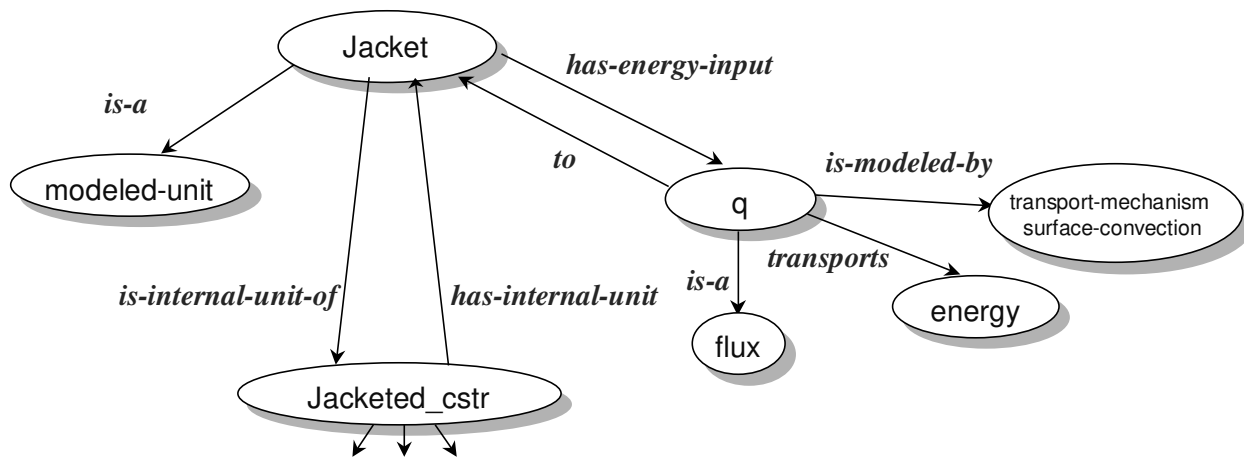 Jacket
has-energy-input
is-a
to
is-modeled-by
modeled-unit
q
transport-mechanism
surface-convection
transports
is-a
is-internal-unit-of
has-internal-unit
energy
flux
Jacketed_cstr